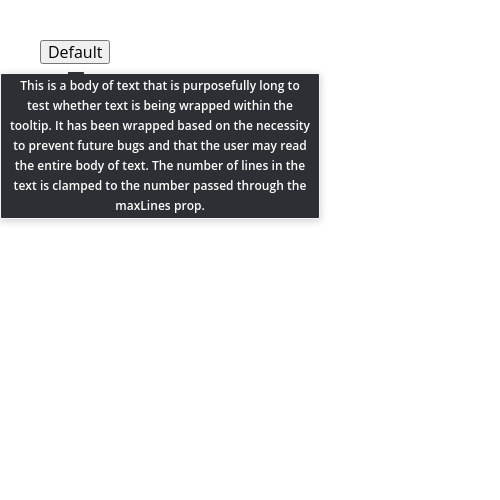 Default
This is a body of text that is purposefully long to
test whether text is being wrapped within the
tooltip. It has been wrapped based on the necessity
to prevent future bugs and that the user may read
the entire body of text. The number of lines in the
text is clamped to the number passed through the
maxLines prop.